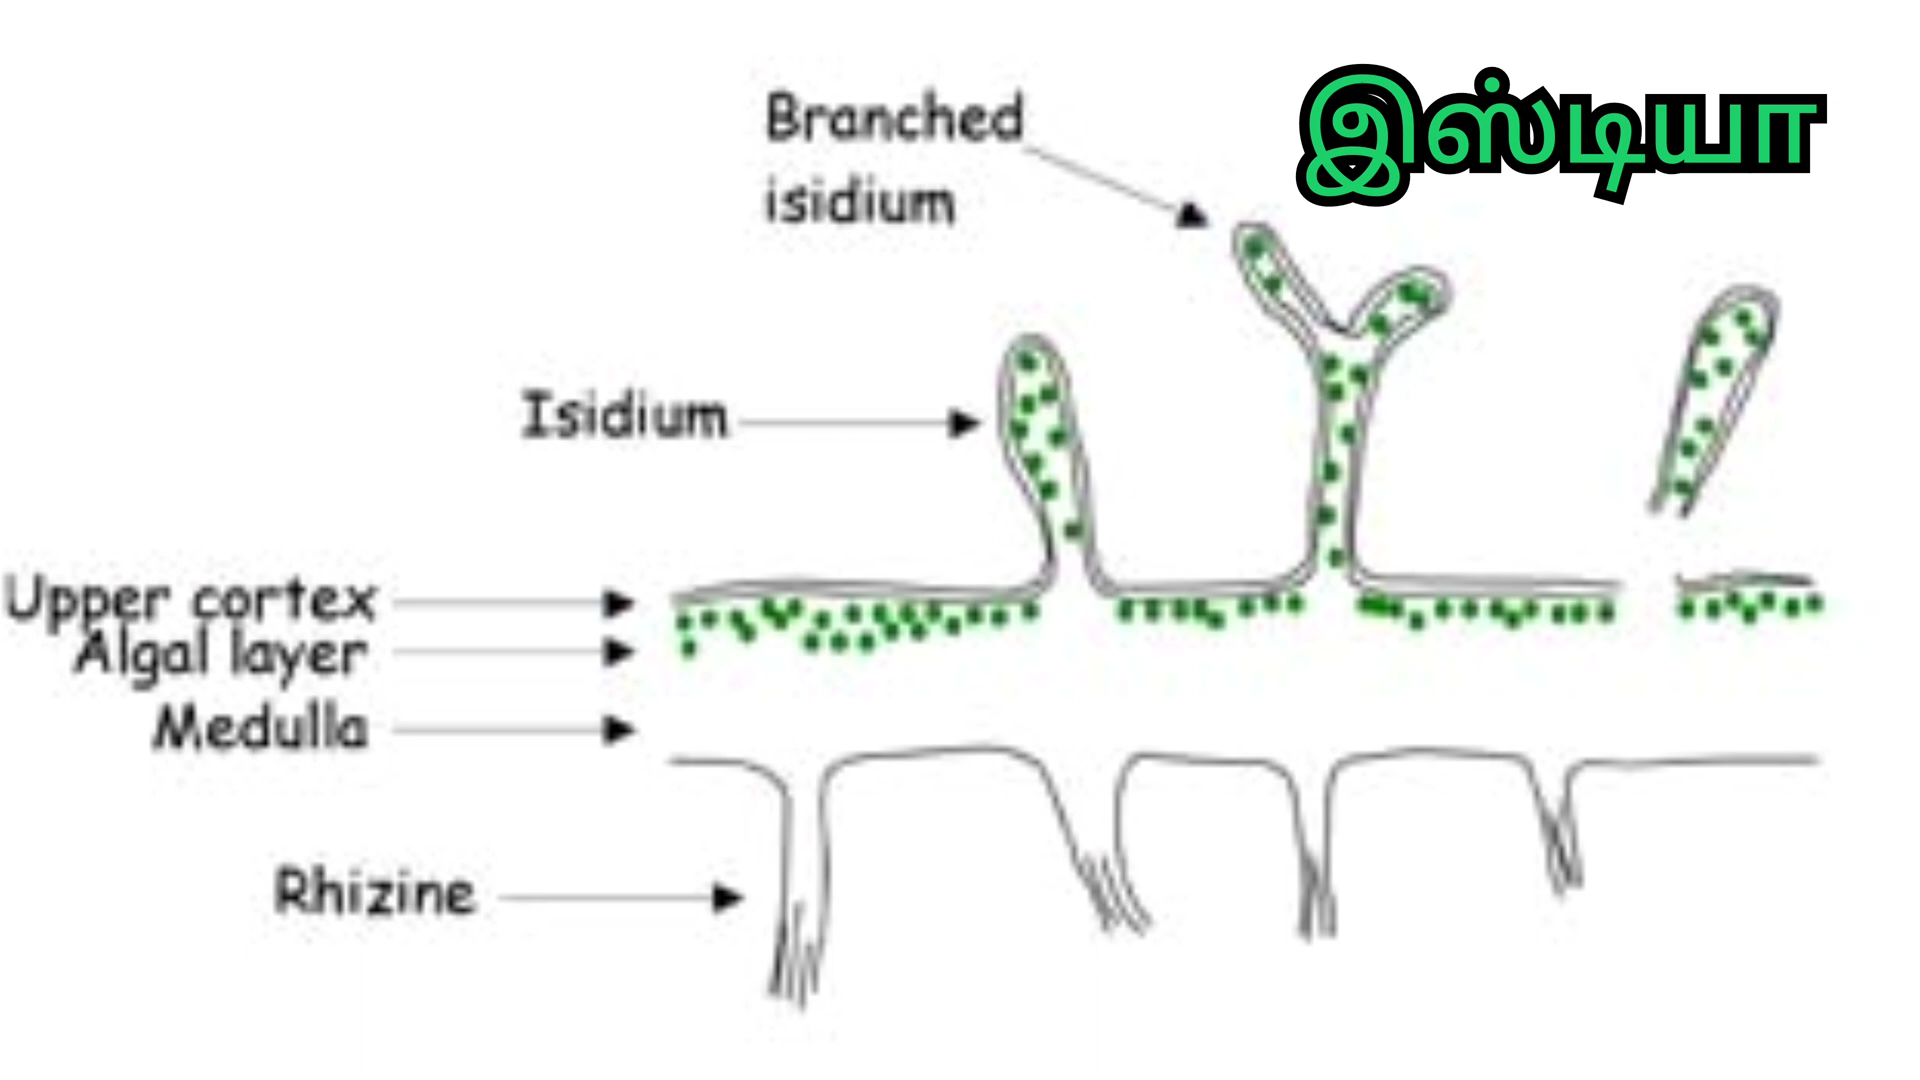 Branched
isidium
இஸ்டியா
Isidium
Upper cortex
Algal layer
Medulla
Rhizine